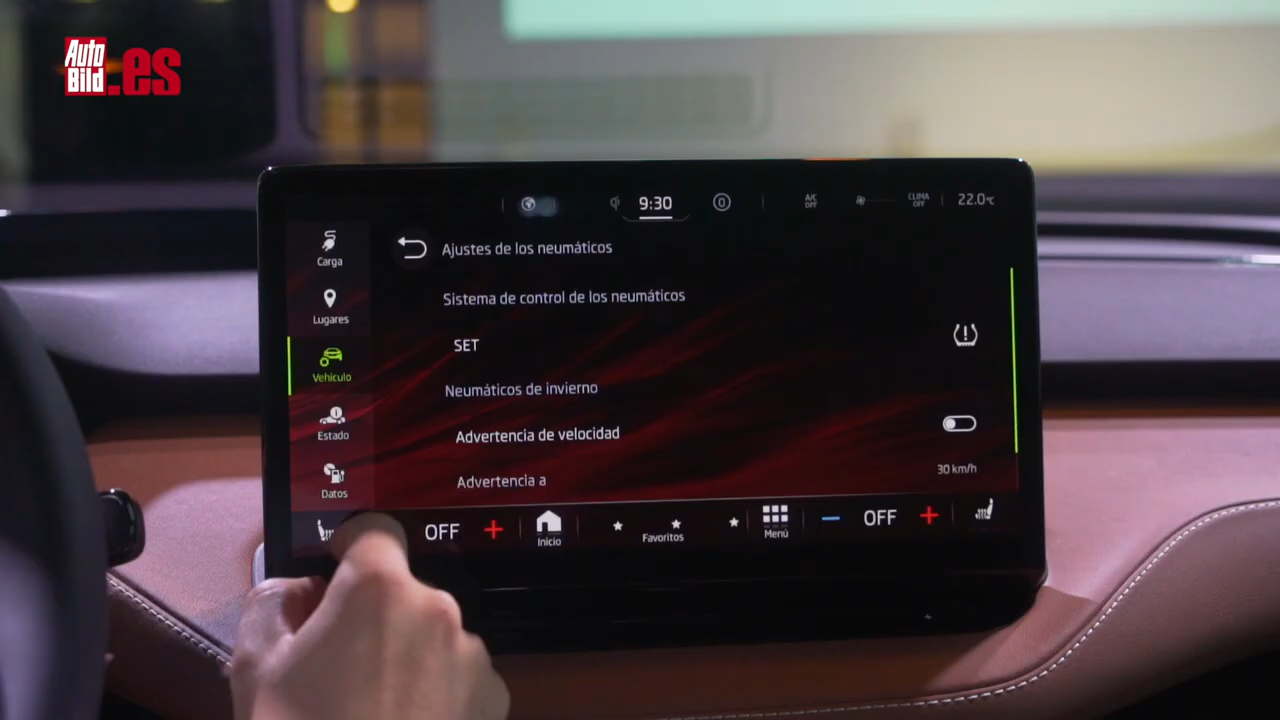 Auto
Bild.es
9:30
A/C
OFF
CLIMA
OFF
22.0°C
Carga
Lugares
Vehículo
Estado
Datos
Ajustes de los neumáticos
Sistema de control de los neumáticos
SET
Neumáticos de invierno
Advertencia de velocidad
Advertencia a
30 km/h
OFF
+
Inicio
Favoritos
Menú
−
OFF
+